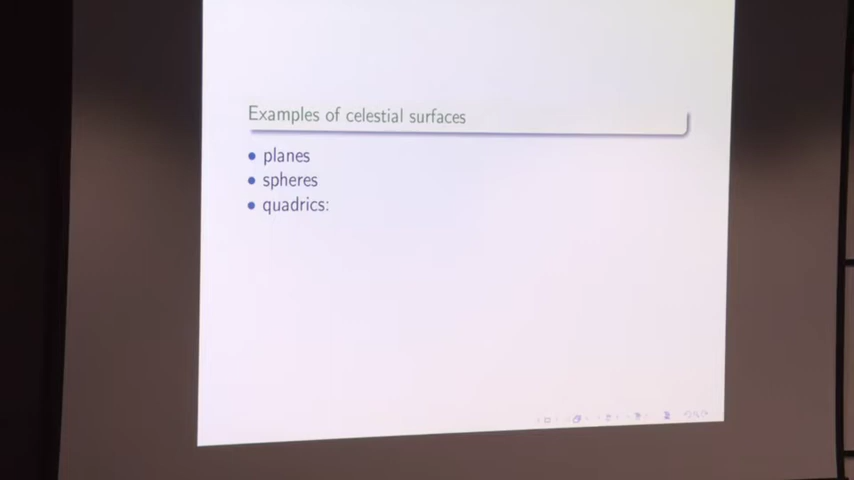 Examples of celestial surfaces
• planes
• spheres
• quadrics: